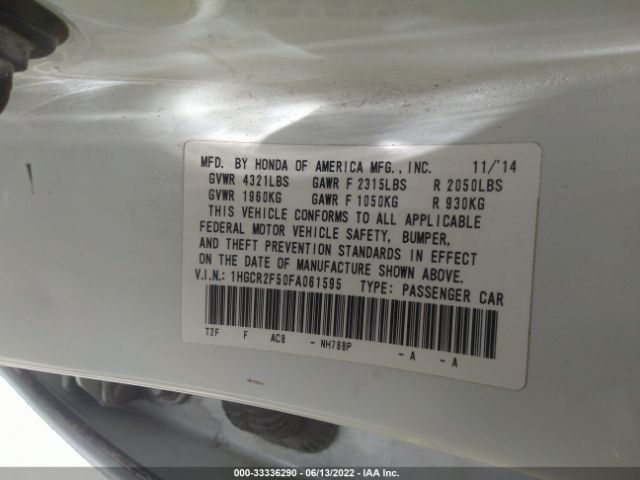 MFD. BY HONDA OF AMERICA MFG., INC. 11/'14
GVWR 4321LBS GAWR F 2315LBS R 2050LBS
GVWR 1960KG GAWR F 1050KG R 930KG
THIS VEHICLE CONFORMS TO ALL APPLICABLE
FEDERAL MOTOR VEHICLE SAFETY, BUMPER,
AND THEFT PREVENTION STANDARDS IN EFFECT
ON THE DATE OF MANUFACTURE SHOWN ABOVE.
V.I.N.: 1HGCR2F50FA061595 TYPE: PASSENGER CAR
T2F F AC8 - NH788P - A - A
000-33336290 - 06/13/2022 - IAA Inc.